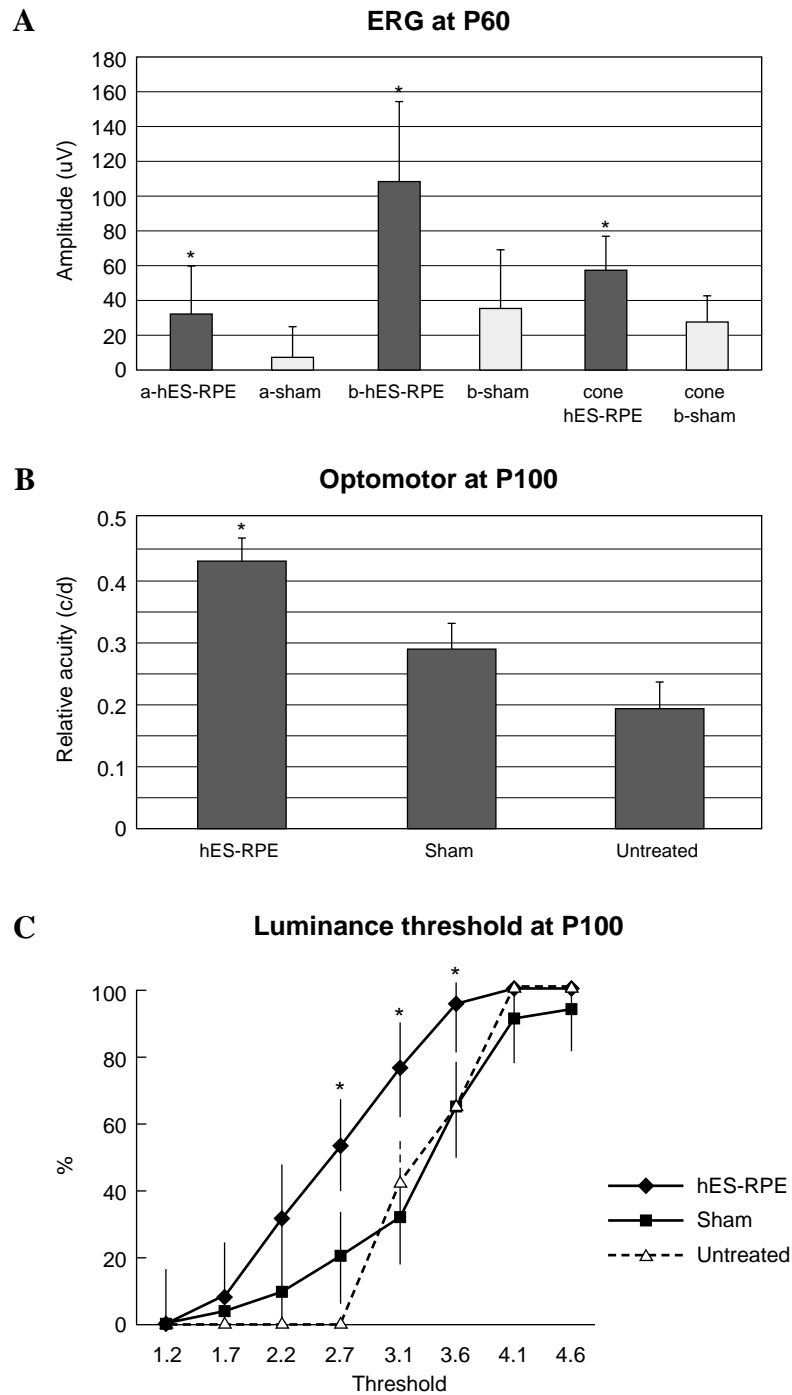 A
ERG at P60
Amplitude (uV)
180
160
140
120
100
80
60
40
20
0
*
*
*
a-hES-RPE a-sham b-hES-RPE b-sham cone hES-RPE cone b-sham
B
Optomotor at P100
Relative acuity (c/d)
0.5
0.4
0.3
0.2
0.1
0
*
hES-RPE Sham Untreated
C
Luminance threshold at P100
%
100
80
60
40
20
0
*
*
*
1.2 1.7 2.2 2.7 3.1 3.6 4.1 4.6
Threshold
hES-RPE
Sham
Untreated